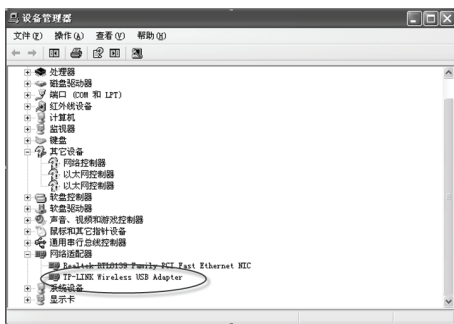 设备管理器
文件(F) 操作(A) 查看(V) 帮助(H)
处理器
磁盘驱动器
端口 (COM 和 LPT)
红外线设备
计算机
监视器
键盘
其它设备
网络控制器
以太网控制器
以太网控制器
软盘控制器
软盘驱动器
声音、视频和游戏控制器
鼠标和其它指针设备
通用串行总线控制器
网络适配器
Realtek RTL8139 Family PCI Fast Ethernet NIC
TP-LINK Wireless USB Adapter
系统设备
显示卡